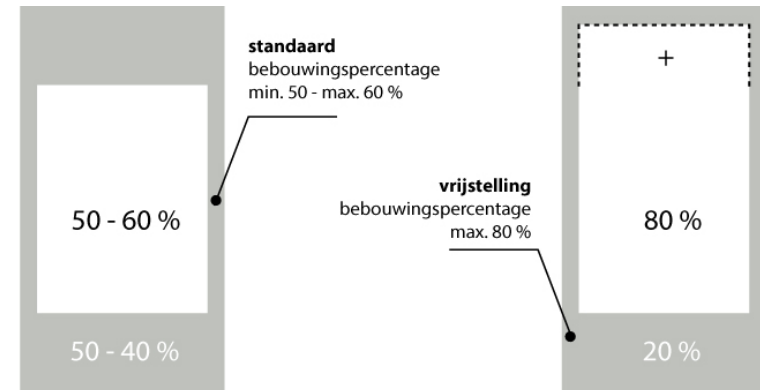 standaard
bebouwingspercentage
min. 50 - max. 60 %
50 - 60 %
50 - 40 %
vrijstelling
bebouwingspercentage
max. 80 %
+
80 %
20 %